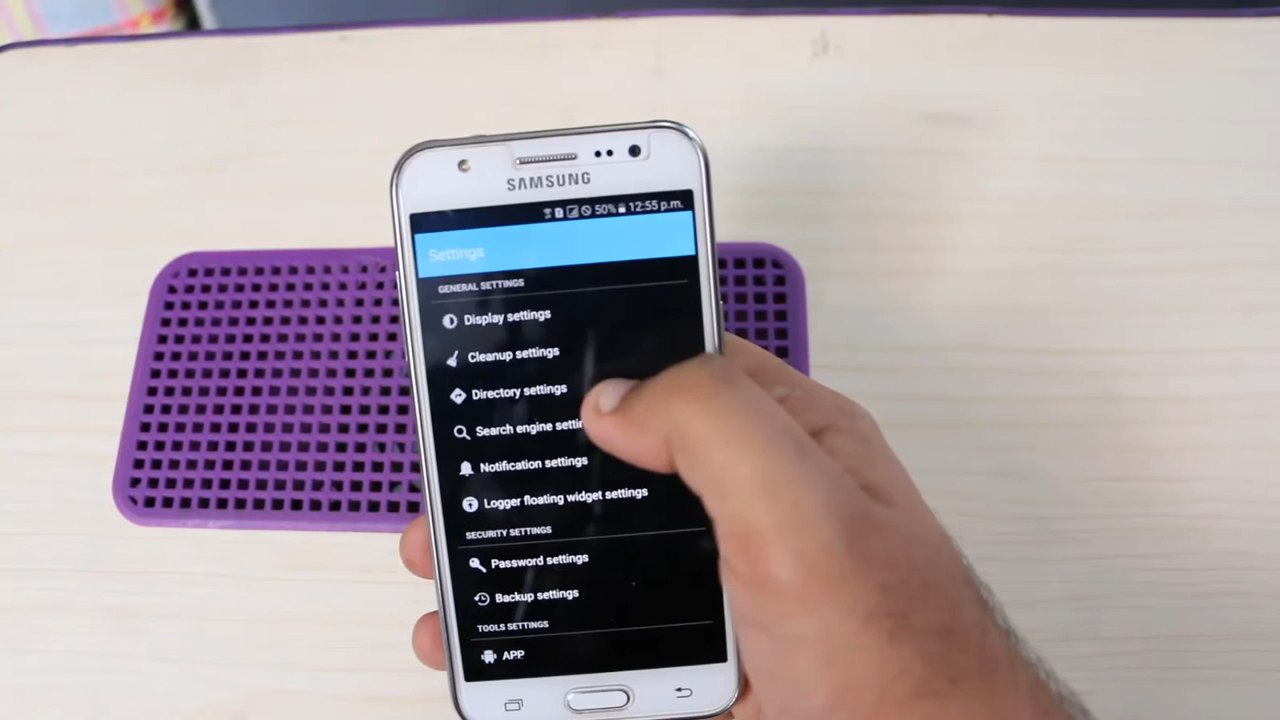 SAMSUNG
50% 12:55 p.m.
Settings
GENERAL SETTINGS
Display settings
Cleanup settings
Directory settings
Search engine settin
Notification settings
Logger floating widget settings
SECURITY SETTINGS
Password settings
Backup settings
TOOLS SETTINGS
APP